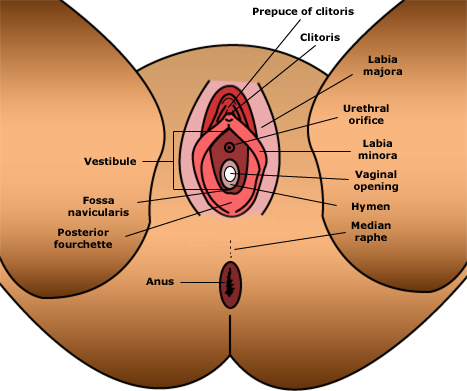 Prepuce of clitoris
Clitoris
Labia
majora
Urethral
orifice
Labia
minora
Vestibule
Vaginal
opening
Fossa
navicularis
Hymen
Posterior
fourchette
Median
raphe
Anus